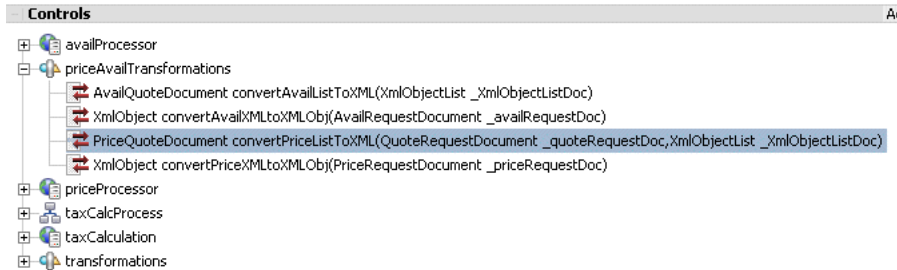 Controls
availProcessor
priceAvailTransformations
AvailQuoteDocument convertAvailListToXML(XmlObjectList _XmlObjectListDoc)
XmlObject convertAvailXMLtoXMLObj(AvailRequestDocument _availRequestDoc)
PriceQuoteDocument convertPriceListToXML(QuoteRequestDocument _quoteRequestDoc,XmlObjectList _XmlObjectListDoc)
XmlObject convertPriceXMLtoXMLObj(PriceRequestDocument _priceRequestDoc)
priceProcessor
taxCalcProcess
taxCalculation
transformations